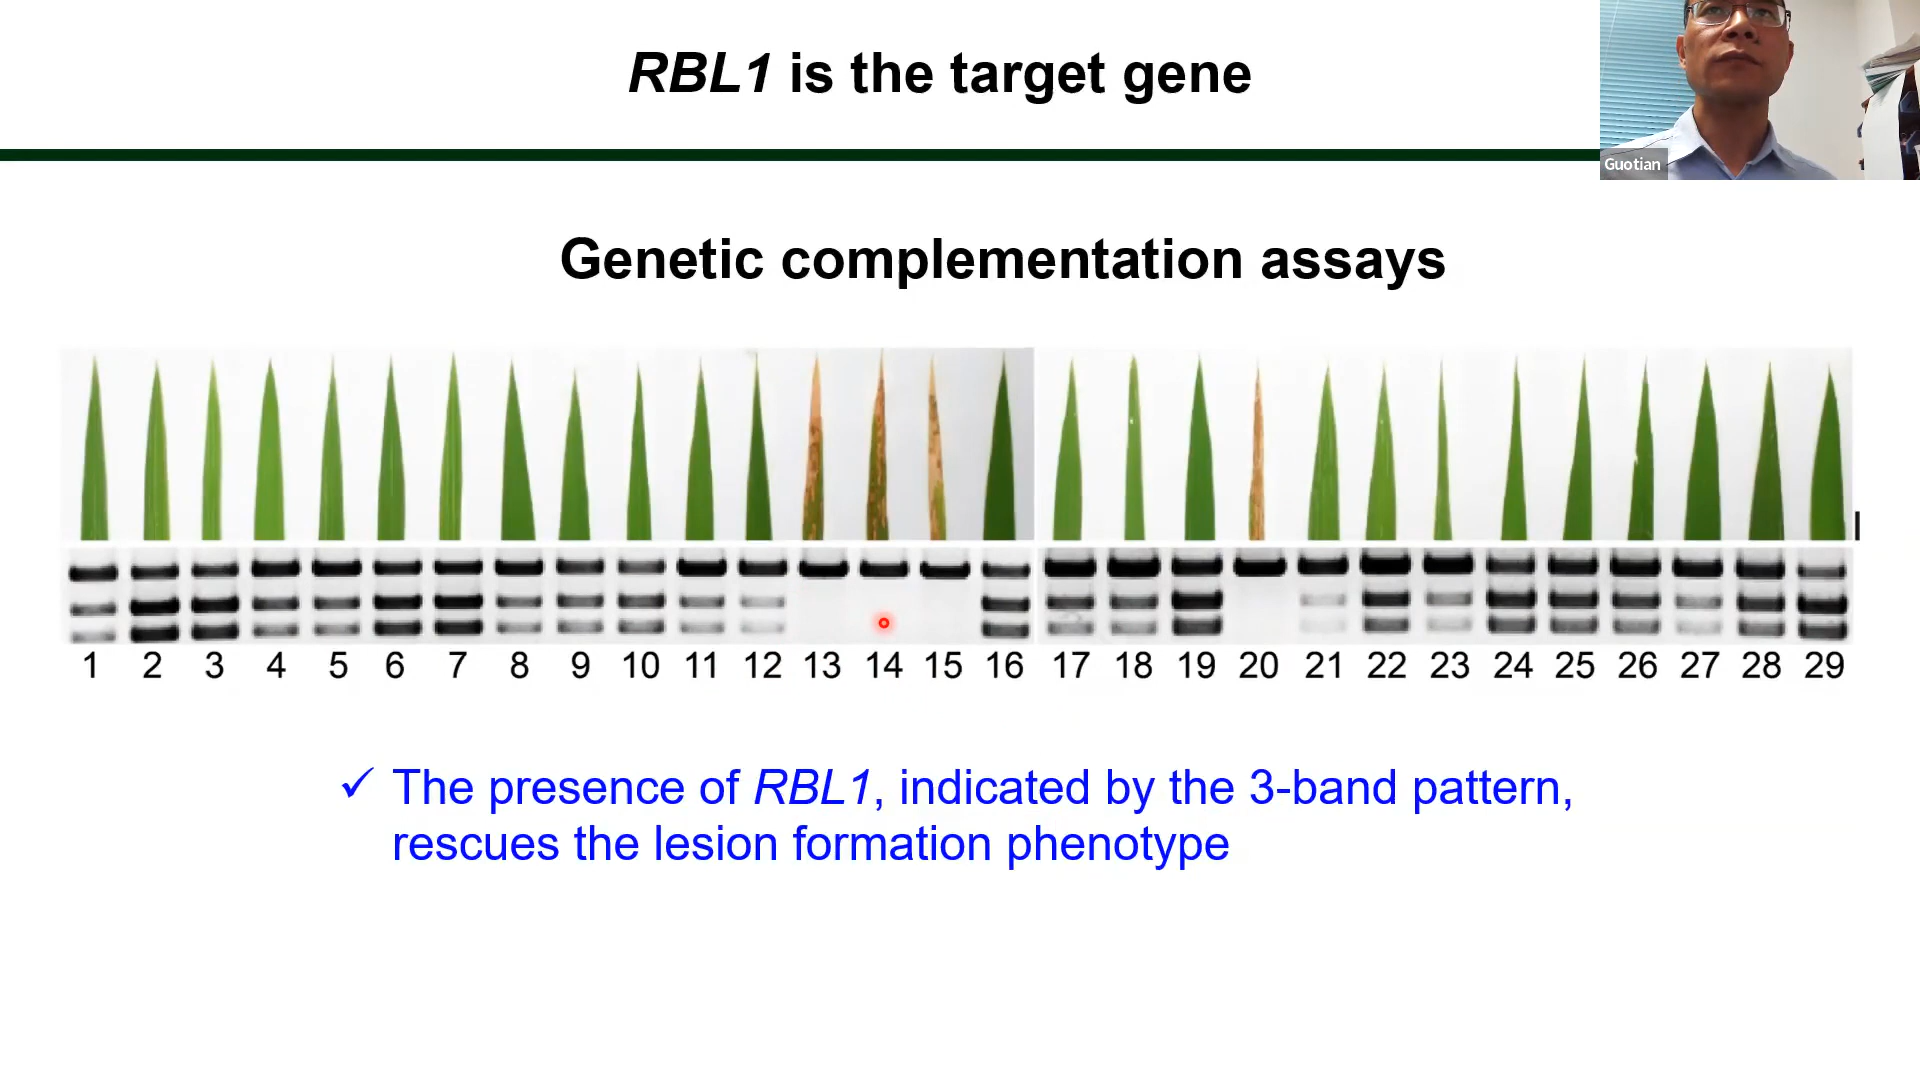 RBL1 is the target gene
Guotian
Genetic complementation assays
1 2 3 4 5 6 7 8 9 10 11 12 13 14 15 16 17 18 19 20 21 22 23 24 25 26 27 28 29
✓ The presence of RBL1, indicated by the 3-band pattern,
rescues the lesion formation phenotype